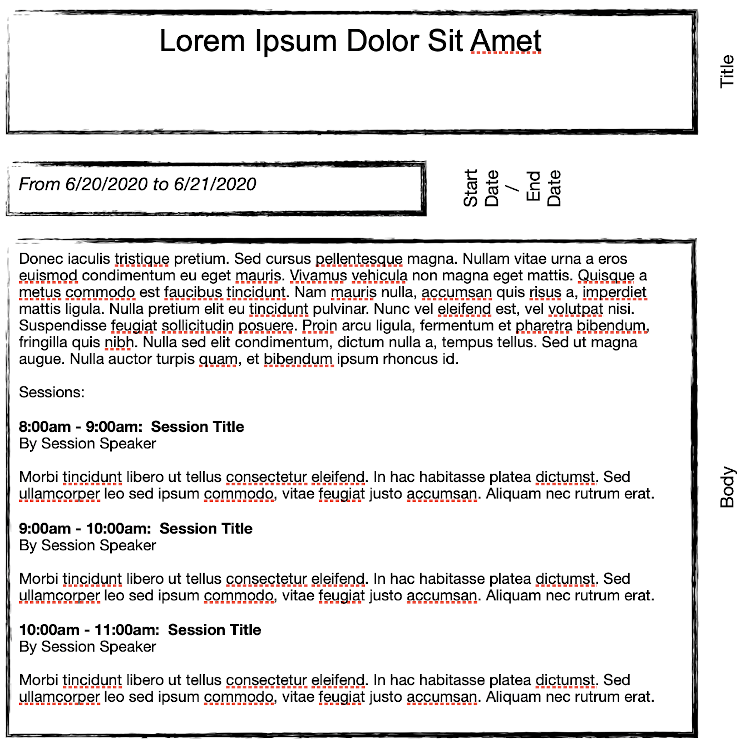 Lorem Ipsum Dolor Sit Amet
Title
From 6/20/2020 to 6/21/2020
Start
Date
/
End
Date
Donec iaculis tristique pretium. Sed cursus pellentesque magna. Nullam vitae urna a eros
euismod condimentum eu eget mauris. Vivamus vehicula non magna eget mattis. Quisque a
metus commodo est faucibus tincidunt. Nam mauris nulla, accumsan quis risus a, imperdiet
mattis ligula. Nulla pretium elit eu tincidunt pulvinar. Nunc vel eleifend est, vel volutpat nisi.
Suspendisse feugiat sollicitudin posuere. Proin arcu ligula, fermentum et pharetra bibendum,
fringilla quis nibh. Nulla sed elit condimentum, dictum nulla a, tempus tellus. Sed ut magna
augue. Nulla auctor turpis quam, et bibendum ipsum rhoncus id.
Sessions:
8:00am - 9:00am:  Session Title
By Session Speaker
Morbi tincidunt libero ut tellus consectetur eleifend. In hac habitasse platea dictumst. Sed
ullamcorper leo sed ipsum commodo, vitae feugiat justo accumsan. Aliquam nec rutrum erat.
9:00am - 10:00am:  Session Title
By Session Speaker
Morbi tincidunt libero ut tellus consectetur eleifend. In hac habitasse platea dictumst. Sed
ullamcorper leo sed ipsum commodo, vitae feugiat justo accumsan. Aliquam nec rutrum erat.
10:00am - 11:00am:  Session Title
By Session Speaker
Morbi tincidunt libero ut tellus consectetur eleifend. In hac habitasse platea dictumst. Sed
ullamcorper leo sed ipsum commodo, vitae feugiat justo accumsan. Aliquam nec rutrum erat.
Body